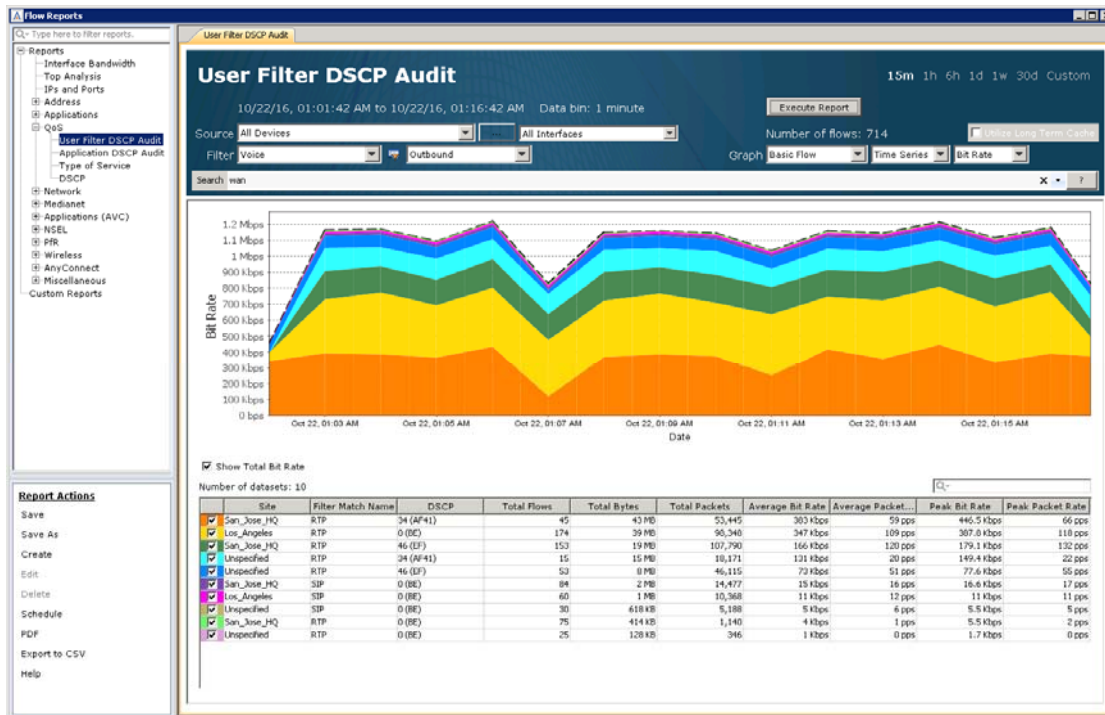 Flow Reports
Type here to filter reports.
Reports
Interface Bandwidth
Top Analysis
IPs and Ports
Address
Applications
QoS
User Filter DSCP Audit
Application DSCP Audit
Type of Service
DSCP
Network
Medianet
Applications (AVC)
NSEL
PfR
Wireless
AnyConnect
Miscellaneous
Custom Reports
Report Actions
Save
Save As
Create
Edit
Delete
Schedule
PDF
Export to CSV
Help
User Filter DSCP Audit
User Filter DSCP Audit
15m 1h 6h 1d 1w 30d Custom
10/22/16, 01:01:42 AM to 10/22/16, 01:16:42 AM Data bin: 1 minute
Execute Report
Source All Devices ... All Interfaces Number of flows: 714 Utilize Long Term Cache
Filter Voice Outbound Graph Basic Flow Time Series Bit Rate
Search wan x ?
Bit Rate
1.2 Mbps
1.1 Mbps
1 Mbps
900 Kbps
800 Kbps
700 Kbps
600 Kbps
500 Kbps
400 Kbps
300 Kbps
200 Kbps
100 Kbps
0 bps
Oct 22, 01:03 AM Oct 22, 01:05 AM Oct 22, 01:07 AM Oct 22, 01:09 AM Oct 22, 01:11 AM Oct 22, 01:13 AM Oct 22, 01:15 AM
Date
Show Total Bit Rate
Number of datasets: 10
Site Filter Match Name DSCP Total Flows Total Bytes Total Packets Average Bit Rate Average Packet... Peak Bit Rate Peak Packet Rate
San_Jose_HQ RTP 34 (AF41) 45 43 MB 53,445 383 Kbps 59 pps 446.5 Kbps 66 pps
Los_Angeles RTP 0 (BE) 174 39 MB 98,348 347 Kbps 109 pps 387.8 Kbps 118 pps
San_Jose_HQ RTP 46 (EF) 153 19 MB 107,790 166 Kbps 120 pps 179.1 Kbps 132 pps
Unspecified RTP 34 (AF41) 15 15 MB 18,171 131 Kbps 20 pps 149.4 Kbps 22 pps
Unspecified RTP 46 (EF) 53 8 MB 46,115 73 Kbps 51 pps 77.6 Kbps 55 pps
San_Jose_HQ SIP 0 (BE) 84 2 MB 14,477 15 Kbps 16 pps 16.6 Kbps 17 pps
Los_Angeles SIP 0 (BE) 60 1 MB 10,368 11 Kbps 12 pps 11 Kbps 11 pps
Unspecified SIP 0 (BE) 30 618 KB 5,188 5 Kbps 6 pps 5.5 Kbps 5 pps
San_Jose_HQ RTP 0 (BE) 75 414 KB 1,140 4 Kbps 1 pps 5.5 Kbps 2 pps
Unspecified RTP 0 (BE) 25 128 KB 346 1 Kbps 0 pps 1.7 Kbps 0 pps